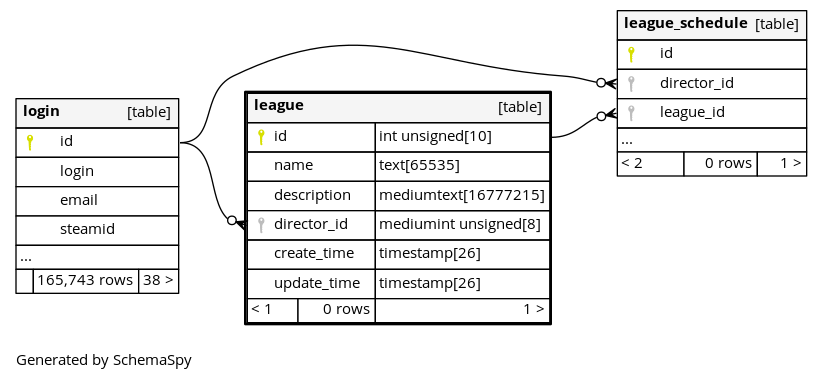 league_schedule [table]
id
director_id
league_id
...
< 2 0 rows 1 >
login [table]
id
login
email
steamid
...
165,743 rows 38 >
league [table]
id int unsigned[10]
name text[65535]
description mediumtext[16777215]
director_id mediumint unsigned[8]
create_time timestamp[26]
update_time timestamp[26]
< 1 0 rows 1 >
Generated by SchemaSpy